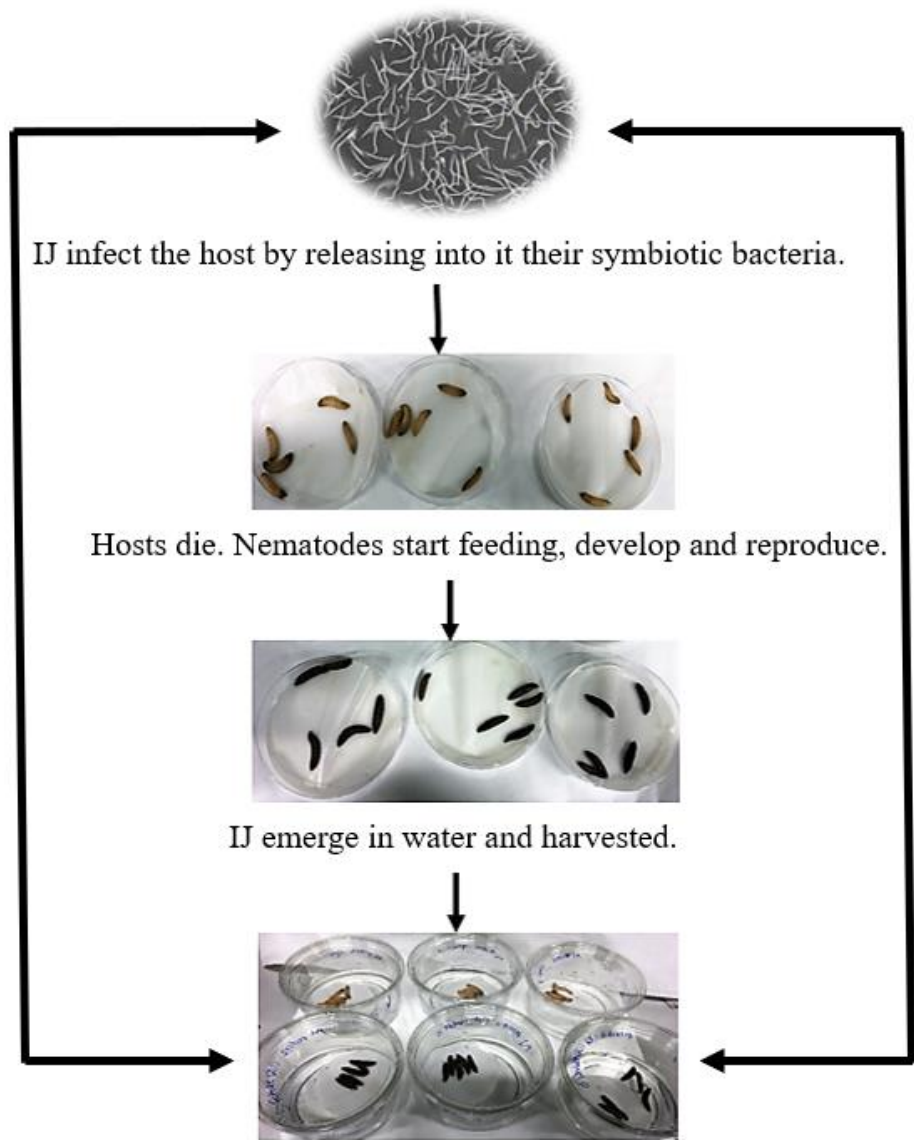 IJ infect the host by releasing into it their symbiotic bacteria.
Hosts die. Nematodes start feeding, develop and reproduce.
IJ emerge in water and harvested.